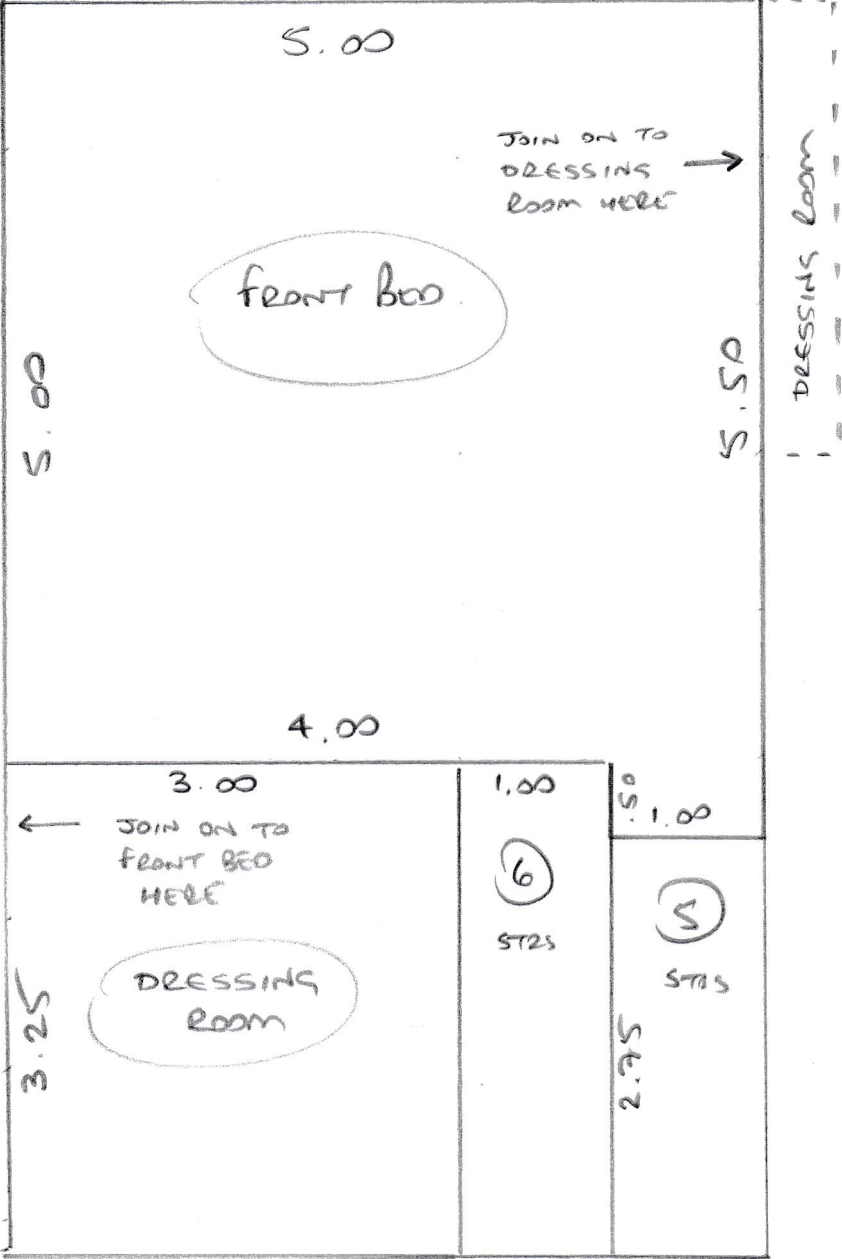 5.00
JOIN ON TO
DRESSING
ROOM HERE
DRESSING ROOM
FRONT BED
5.00
5.50
4.00
3.00
1.00
.50
1.00
JOIN ON TO
FRONT BED
HERE
6
STRS
5
STRS
DRESSING
ROOM
3.25
2.75